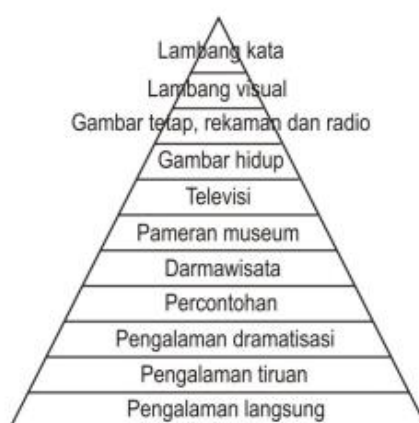 Lambang kata
Lambang visual
Gambar tetap, rekaman dan radio
Gambar hidup
Televisi
Pameran museum
Darmawisata
Percontohan
Pengalaman dramatisasi
Pengalaman tiruan
Pengalaman langsung